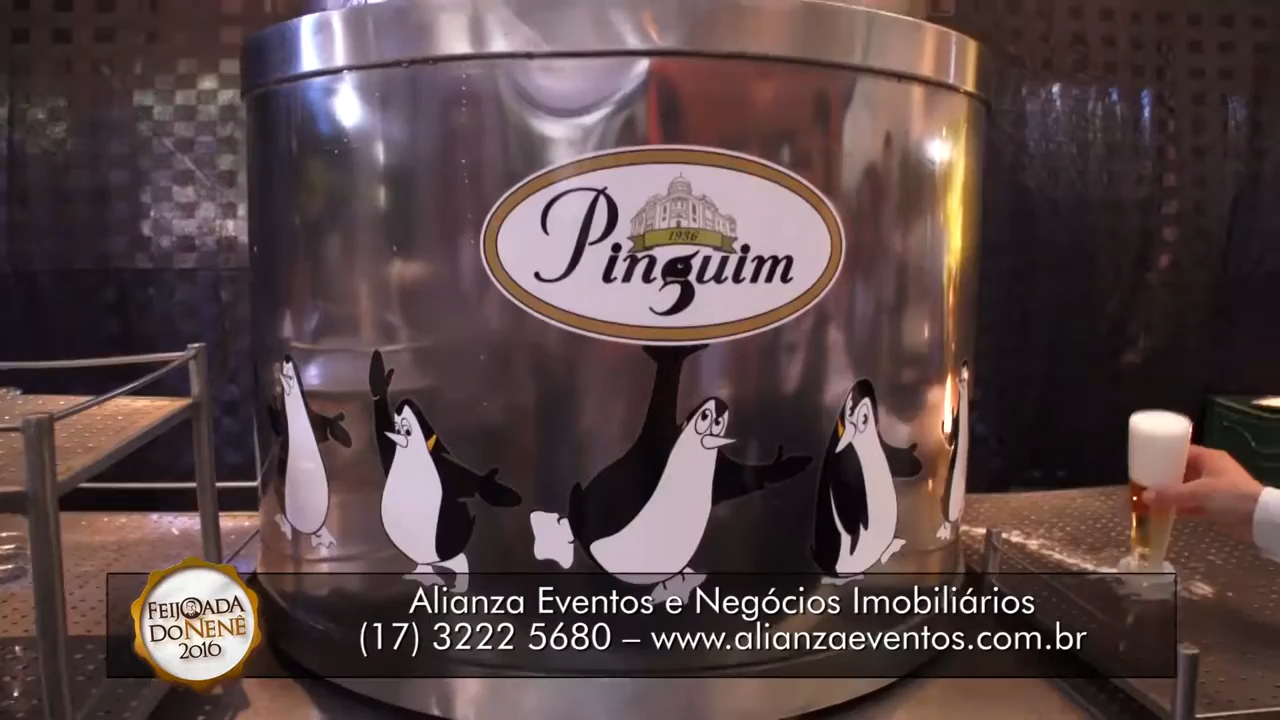 1936
Pinguim
FEIJOADA
DO NENÊ
2016
Alianza Eventos e Negócios Imobiliários
(17) 3222 5680 – www.alianzaeventos.com.br